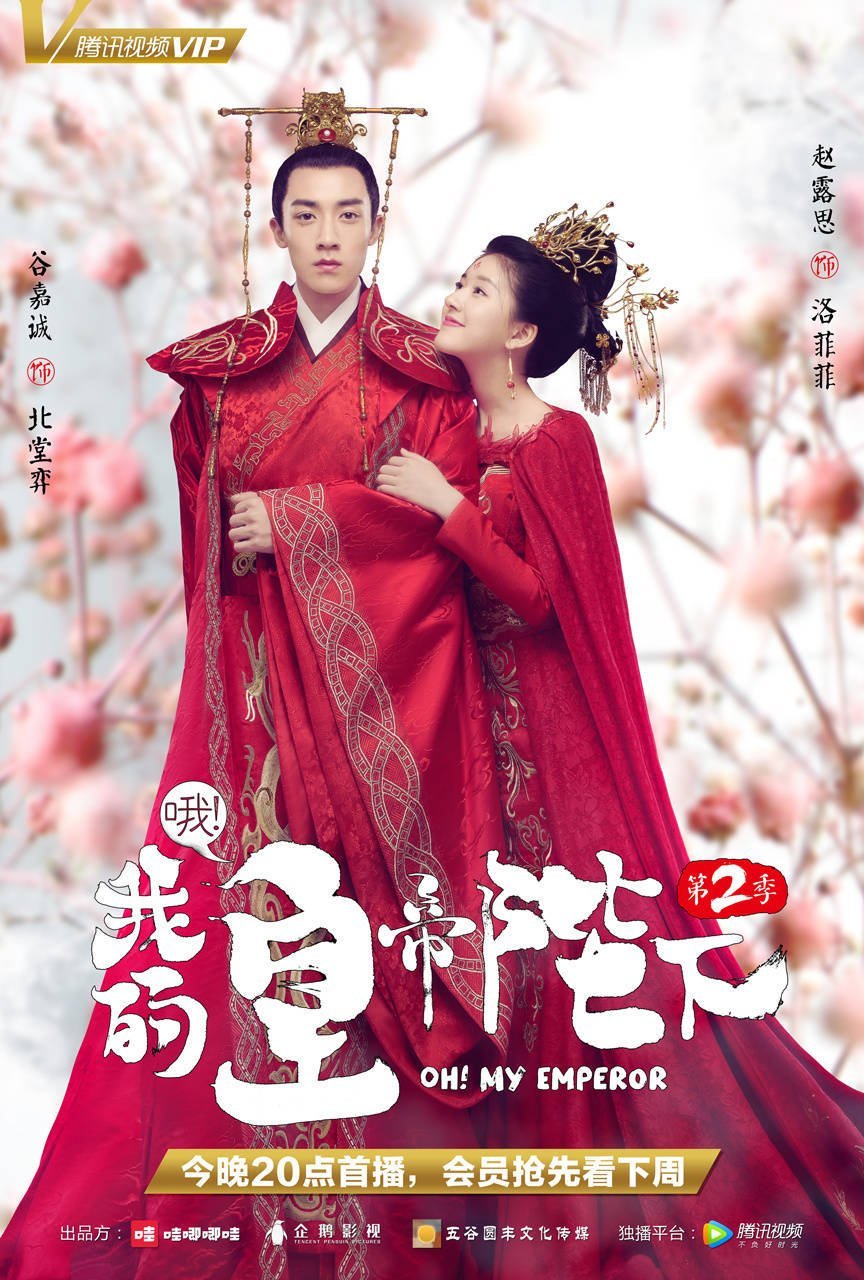 腾讯视频VIP
赵露思 饰 洛菲菲
谷嘉诚 饰 北堂弈
哦!
我的皇帝陛下
第2季
OH! MY EMPEROR
今晚20点首播，会员抢先看下周
出品方：哇 哇唧唧哇 企鹅影视 TENCENT PENGUIN PICTURES 五谷圆丰文化传媒 独播平台：腾讯视频 不负好时光